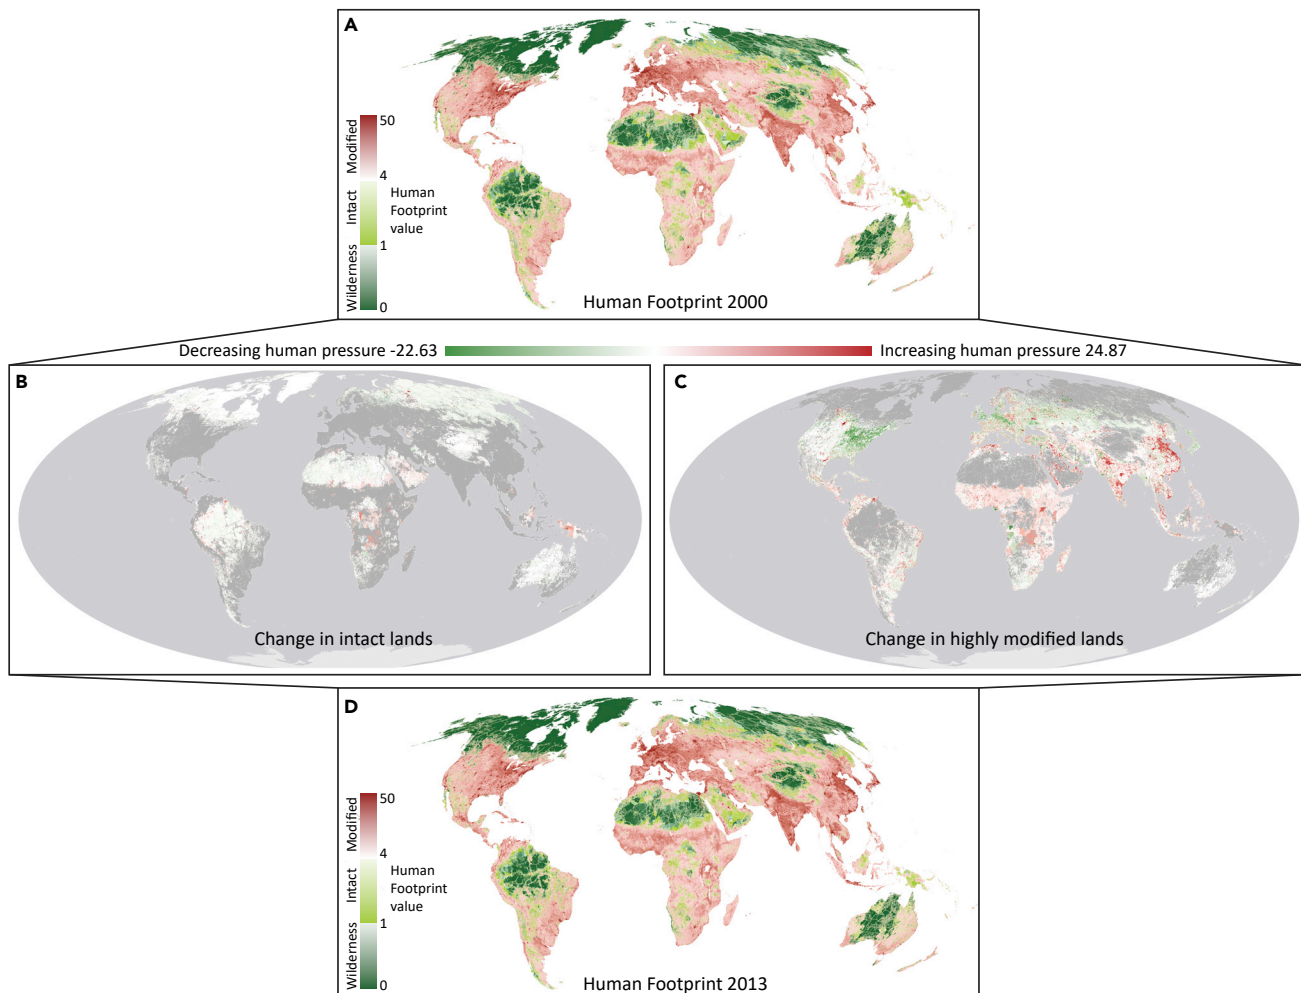 A
50
Modified
4
Intact
Human
Footprint
value
1
Wilderness
0
Human Footprint 2000
Decreasing human pressure -22.63
Increasing human pressure 24.87
B
Change in intact lands
C
Change in highly modified lands
D
50
Modified
4
Intact
Human
Footprint
value
1
Wilderness
0
Human Footprint 2013